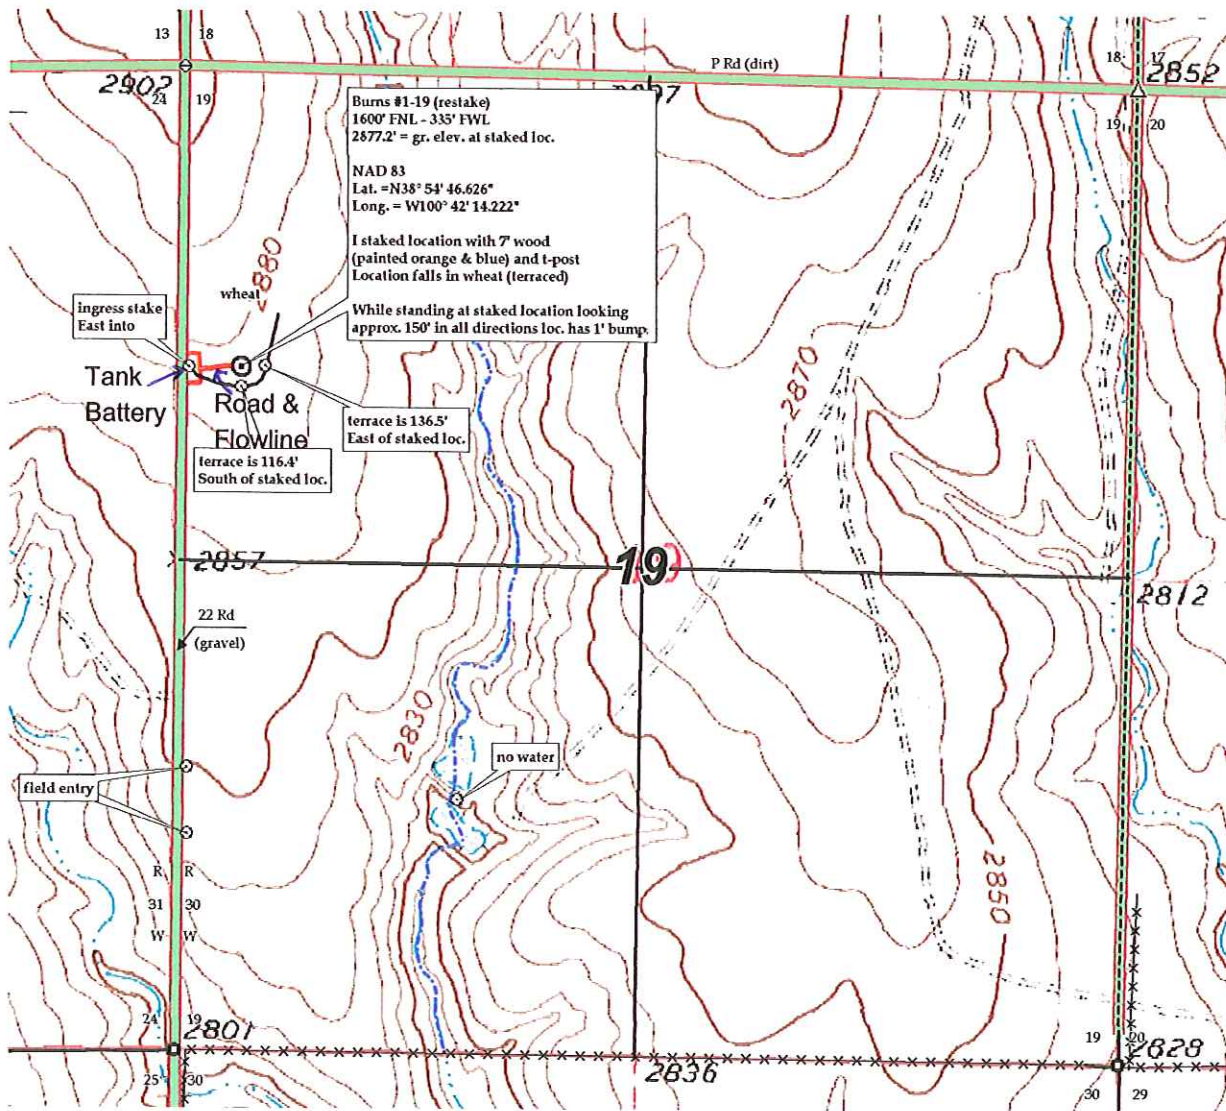 13 18
18 17
P Rd (dirt)
2852
2902
24 19
19 20
Burns #1-19 (restake)
1600' FNL - 335' FWL
2877.2' = gr. elev. at staked loc.
NAD 83
Lat. =N38° 54' 46.626"
Long. = W100° 42' 14.222"
I staked location with 7' wood
(painted orange & blue) and t-post
Location falls in wheat (terraced)
While standing at staked location looking
approx. 150' in all directions loc. has 1' bump.
2880
wheat
ingress stake
East into
Tank
Battery
Road &
Flowline
terrace is 136.5'
East of staked loc.
terrace is 116.4'
South of staked loc.
2870
2857
19
2812
22 Rd
(gravel)
2830
no water
field entry
R R
31 30
W W
2850
24 19
2801
19 20
2828
2836
25 30
30 29